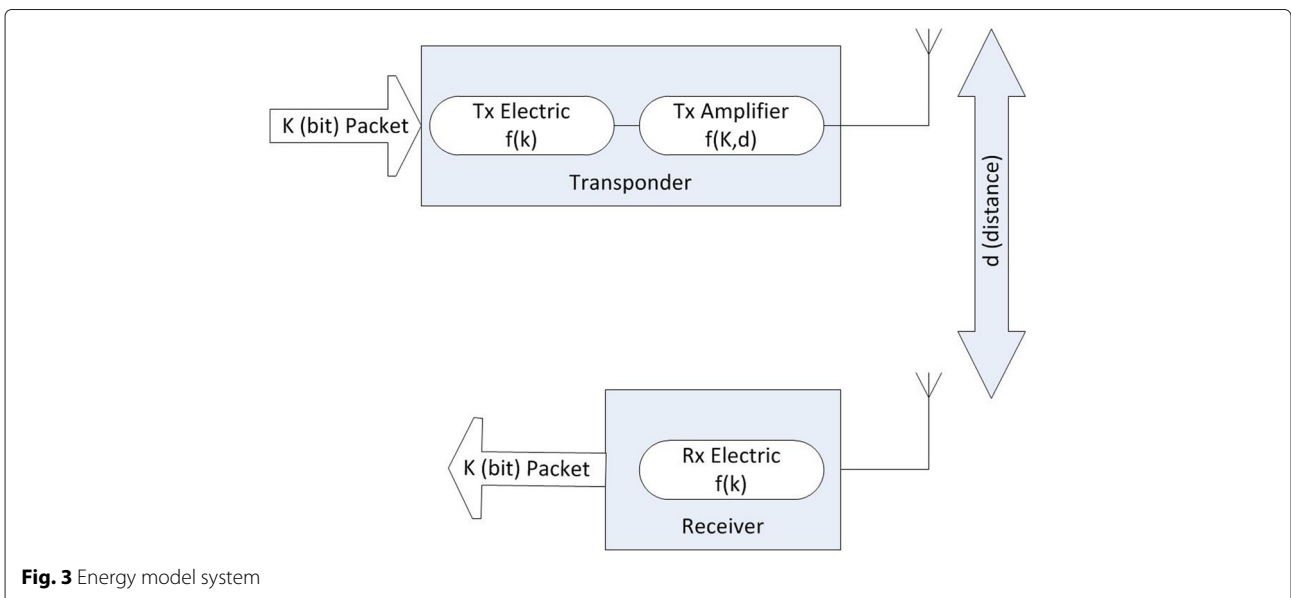 K (bit) Packet
Tx Electric
f(k)
Tx Amplifier
f(K,d)
Transponder
d (distance)
K (bit) Packet
Rx Electric
f(k)
Receiver
Fig. 3 Energy model system